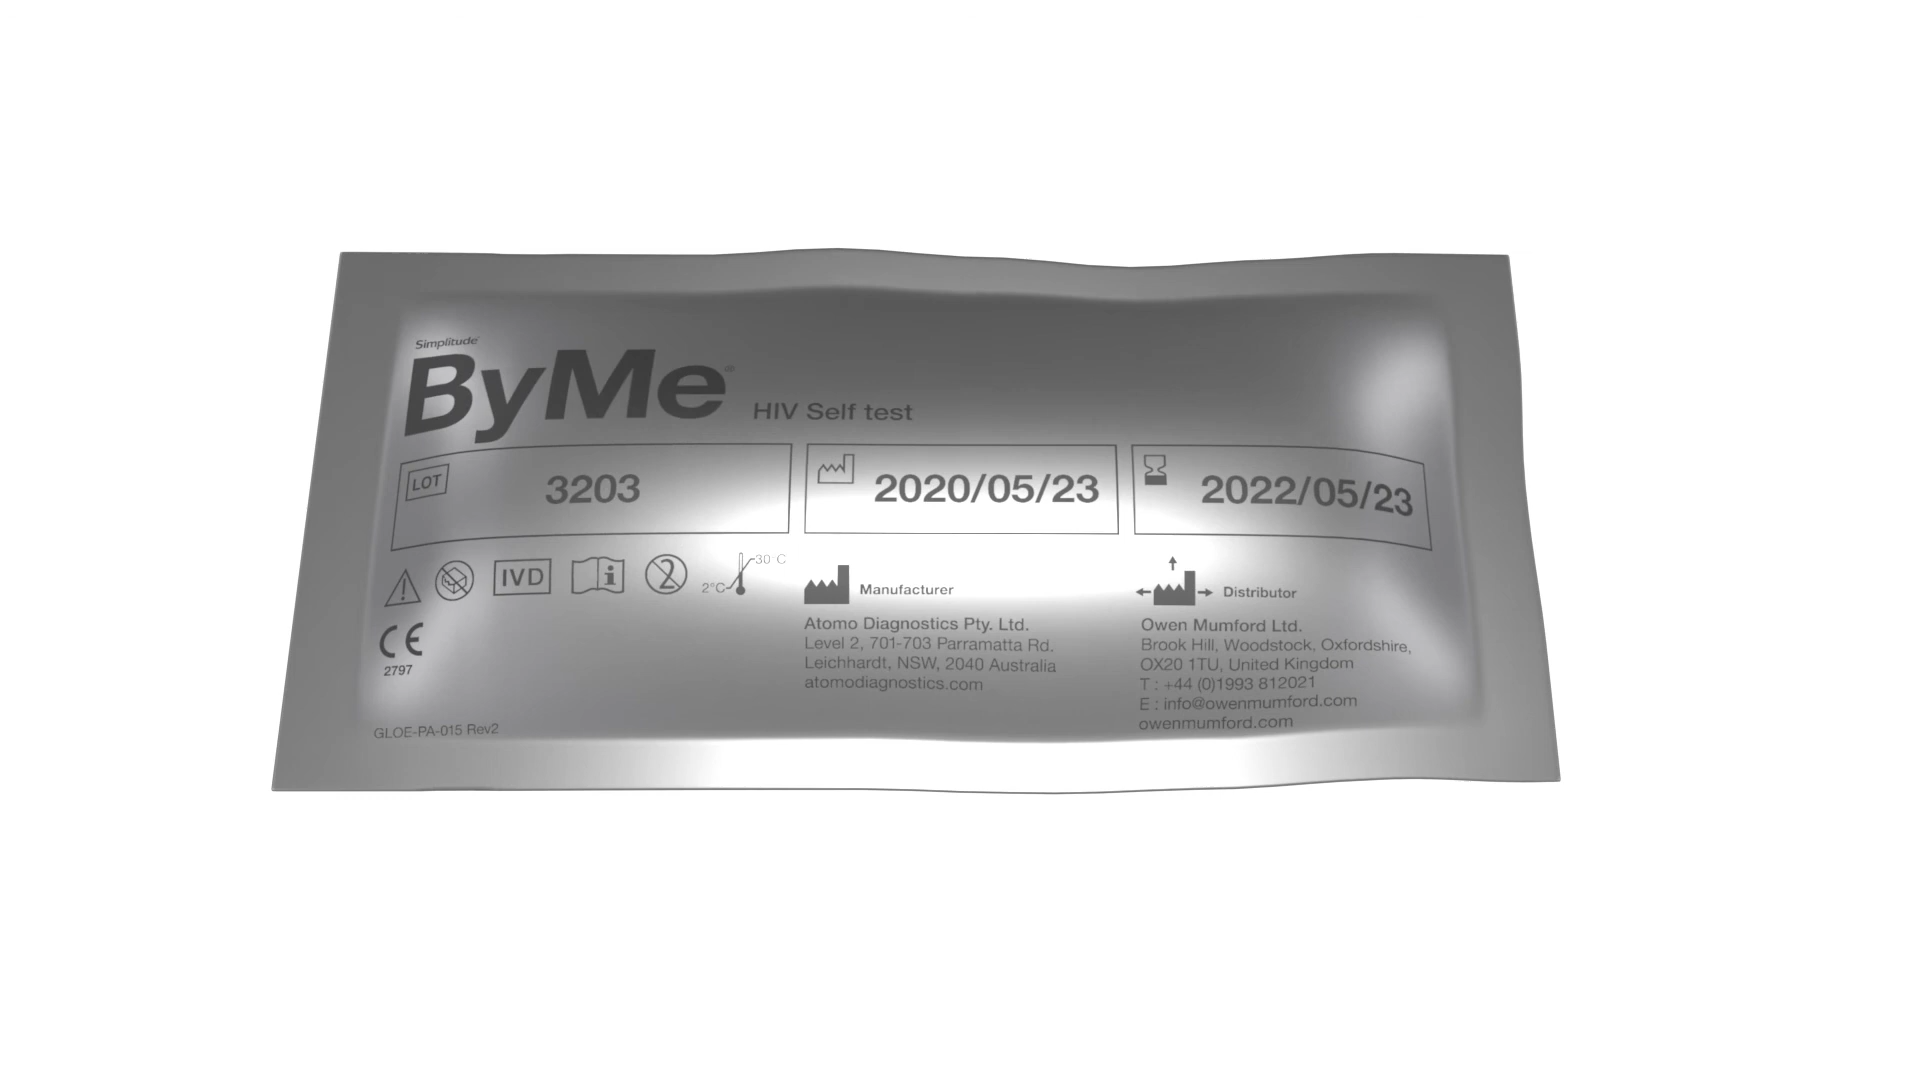 Simplitude
ByMe®
HIV Self test
LOT
3203
2020/05/23
2022/05/23
IVD
i
2
2°C
30°C
Manufacturer
Distributor
CE
2797
Atomo Diagnostics Pty. Ltd.
Level 2, 701-703 Parramatta Rd,
Leichhardt, NSW, 2040 Australia
atomodiagnostics.com
Owen Mumford Ltd.
Brook Hill, Woodstock, Oxfordshire,
OX20 1TU, United Kingdom
T : +44 (0)1993 812021
E : info@owenmumford.com
owenmumford.com
GLOE-PA-015 Rev2